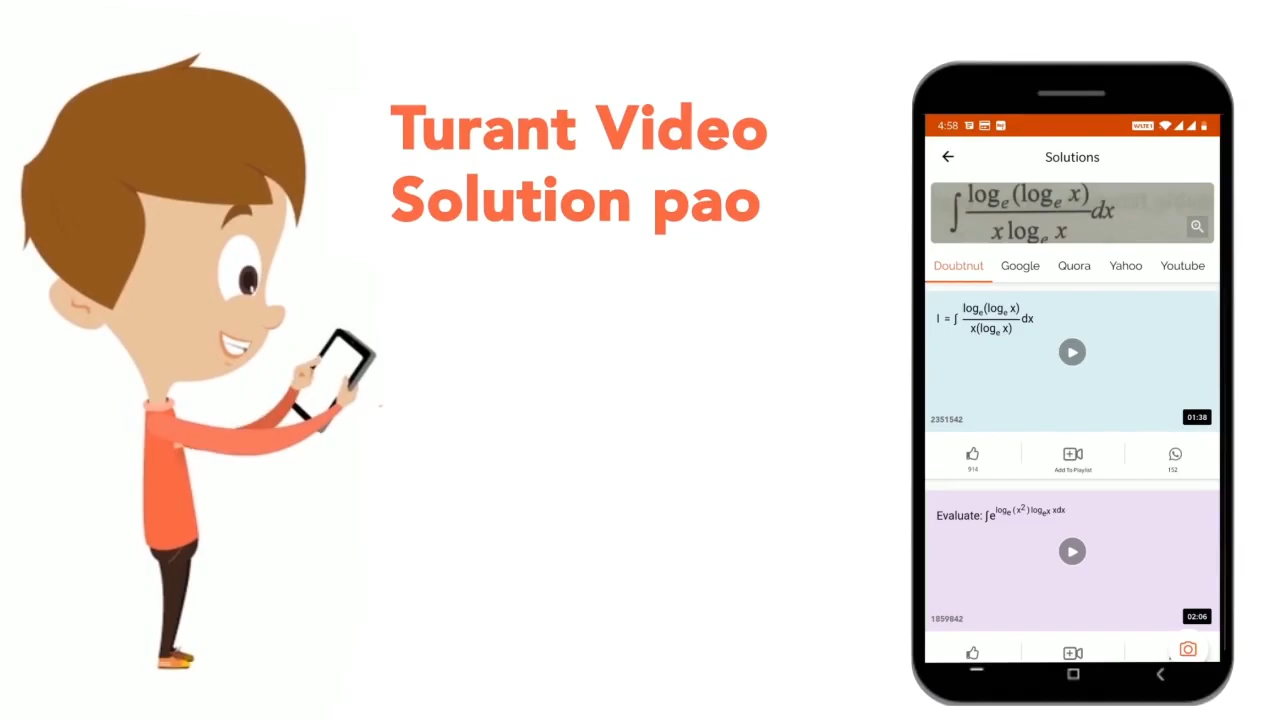 Turant Video
Solution pao
4:58
VoLTE1
Solutions
∫ logₑ(logₑ x) / x logₑ x dx
Doubtnut Google Quora Yahoo Youtube
I = ∫ logₑ(logₑ x) / x(logₑ x) dx
2351542 01:38
914 Add To Playlist 152
Evaluate: ∫e^logₑ(x²)logₑx xdx
1859842 02:06